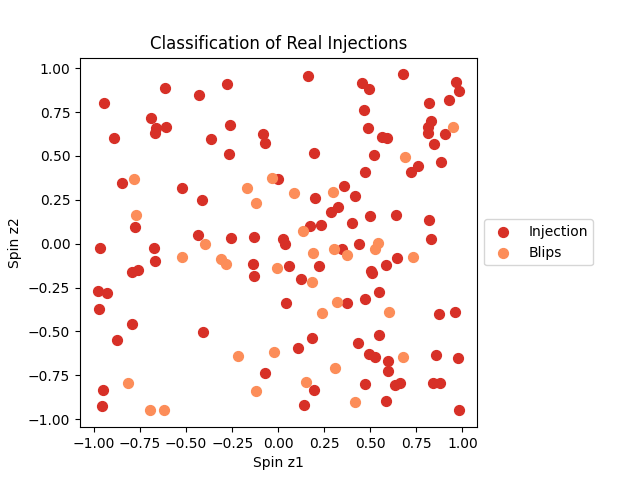 Classification of Real Injections
1.00
0.75
0.50
0.25
0.00
−0.25
−0.50
−0.75
−1.00
Spin z2
−1.00 −0.75 −0.50 −0.25 0.00 0.25 0.50 0.75 1.00
Spin z1
Injection
Blips